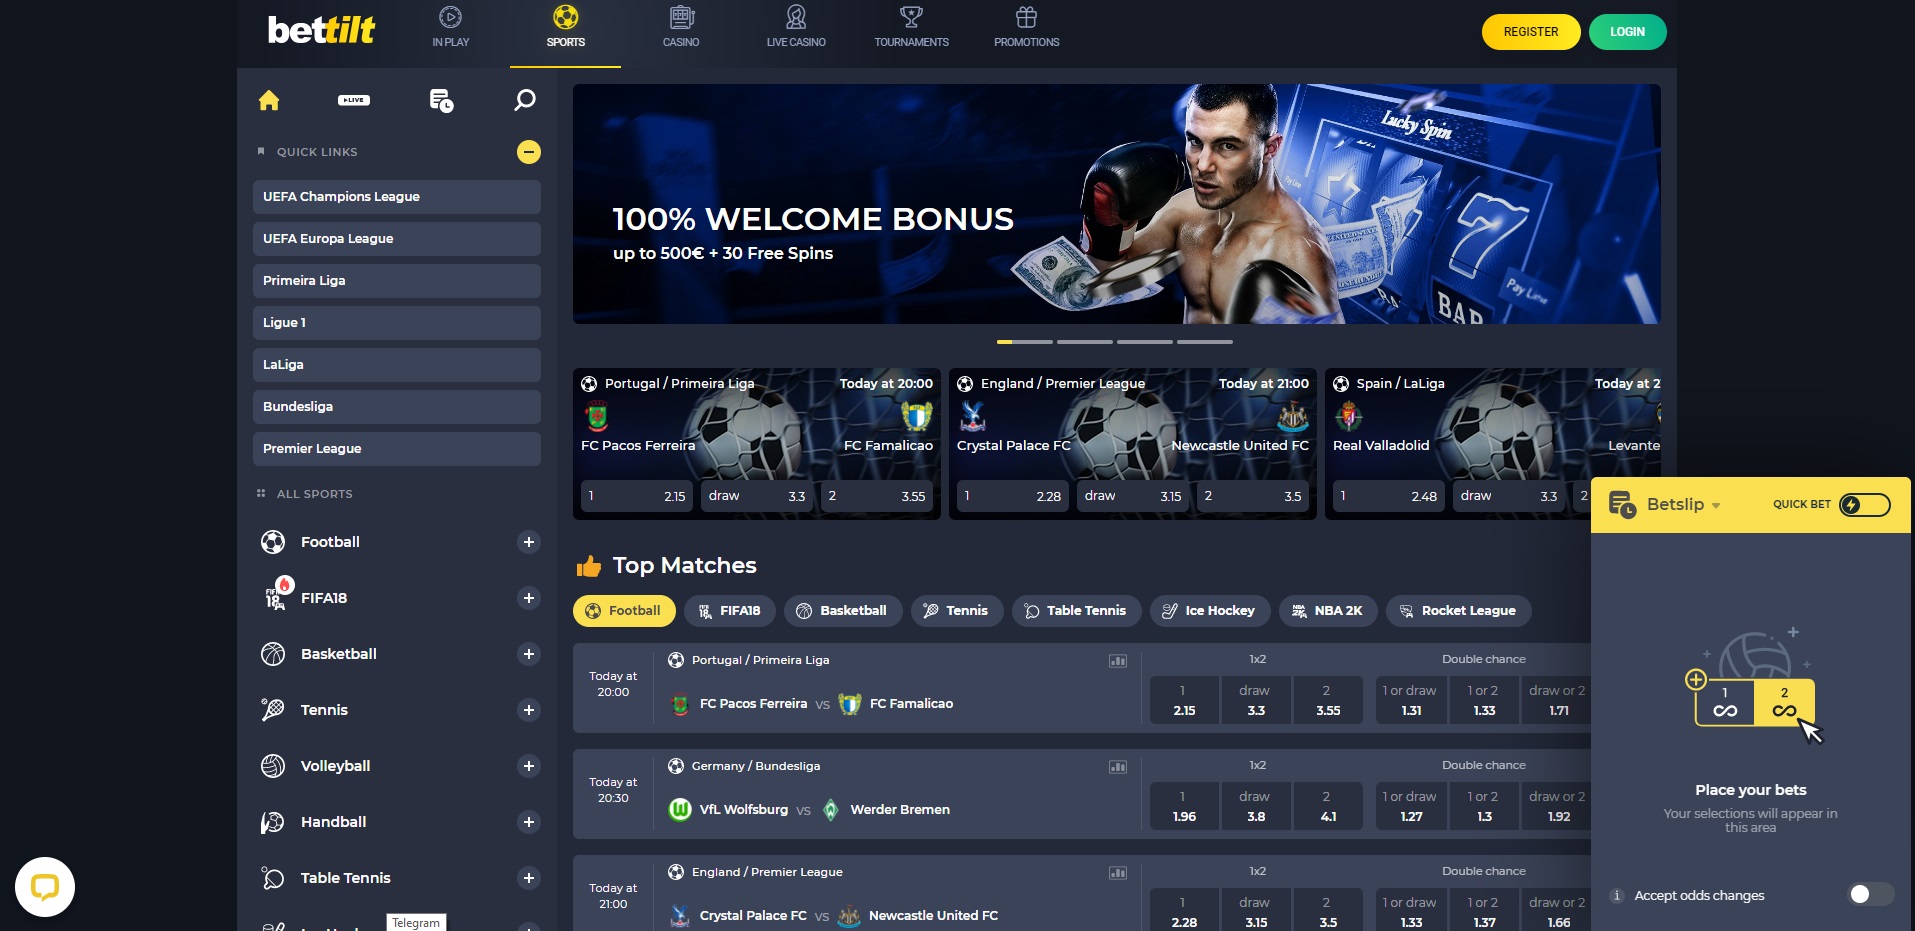 bettilt
IN PLAY
SPORTS
CASINO
LIVE CASINO
TOURNAMENTS
PROMOTIONS
REGISTER
LOGIN
LIVE
QUICK LINKS
UEFA Champions League
UEFA Europa League
Primeira Liga
Ligue 1
LaLiga
Bundesliga
Premier League
ALL SPORTS
Football
FIFA18
Basketball
Tennis
Volleyball
Handball
Table Tennis
Telegram
100% WELCOME BONUS
up to 500€ + 30 Free Spins
Lucky Spin
Pay Line
7
BAR
Portugal / Primeira Liga Today at 20:00
FC Pacos Ferreira FC Famalicao
1 2.15 draw 3.3 2 3.55
England / Premier League Today at 21:00
Crystal Palace FC Newcastle United FC
1 2.28 draw 3.15 2 3.5
Spain / LaLiga Today at 2
Real Valladolid Levante
1 2.48 draw 3.3 2
Top Matches
Football FIFA18 Basketball Tennis Table Tennis Ice Hockey NBA 2K Rocket League
Today at
20:00
Portugal / Primeira Liga
FC Pacos Ferreira VS FC Famalicao
1x2 Double chance
1 draw 2 1 or draw 1 or 2 draw or 2
2.15 3.3 3.55 1.31 1.33 1.71
Today at
20:30
Germany / Bundesliga
VfL Wolfsburg VS Werder Bremen
1x2 Double chance
1 draw 2 1 or draw 1 or 2 draw or 2
1.96 3.8 4.1 1.27 1.3 1.92
Today at
21:00
England / Premier League
Crystal Palace FC VS Newcastle United FC
1x2 Double chance
1 draw 2 1 or draw 1 or 2 draw or 2
2.28 3.15 3.5 1.33 1.37 1.66
Betslip
QUICK BET
1 2
Place your bets
Your selections will appear in
this area
Accept odds changes